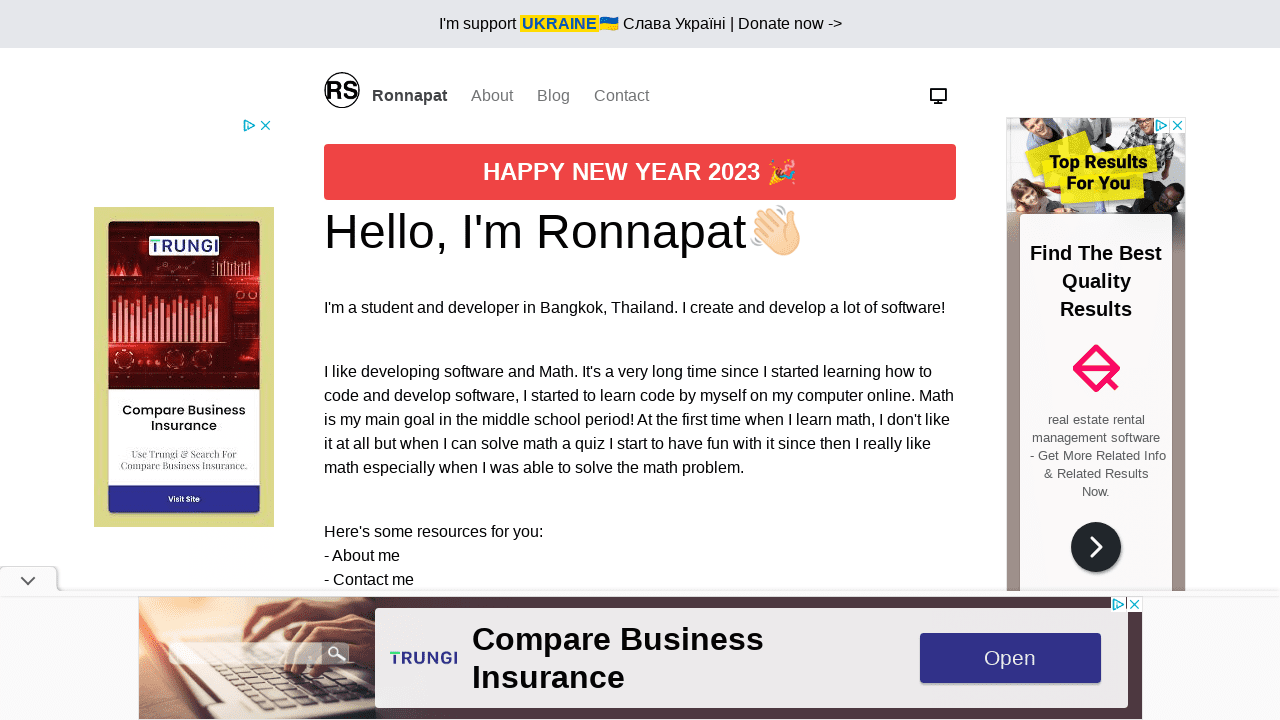 I'm support UKRAINE🇺🇦 Слава Україні | Donate now ->
RS Ronnapat About Blog Contact
HAPPY NEW YEAR 2023 🎉
Hello, I'm Ronnapat👋🏻
I'm a student and developer in Bangkok, Thailand. I create and develop a lot of software!
I like developing software and Math. It's a very long time since I started learning how to
code and develop software, I started to learn code by myself on my computer online. Math
is my main goal in the middle school period! At the first time when I learn math, I don't like
it at all but when I can solve math a quiz I start to have fun with it since then I really like
math especially when I was able to solve the math problem.
Here's some resources for you:
- About me
- Contact me
TRUNGI
Compare Business
Insurance
Use Trungi & Search For
Compare Business Insurance.
Visit Site
Top Results
For You
Find The Best
Quality
Results
real estate rental
management software
- Get More Related Info
& Related Results
Now.
TRUNGI
Compare Business
Insurance
Open